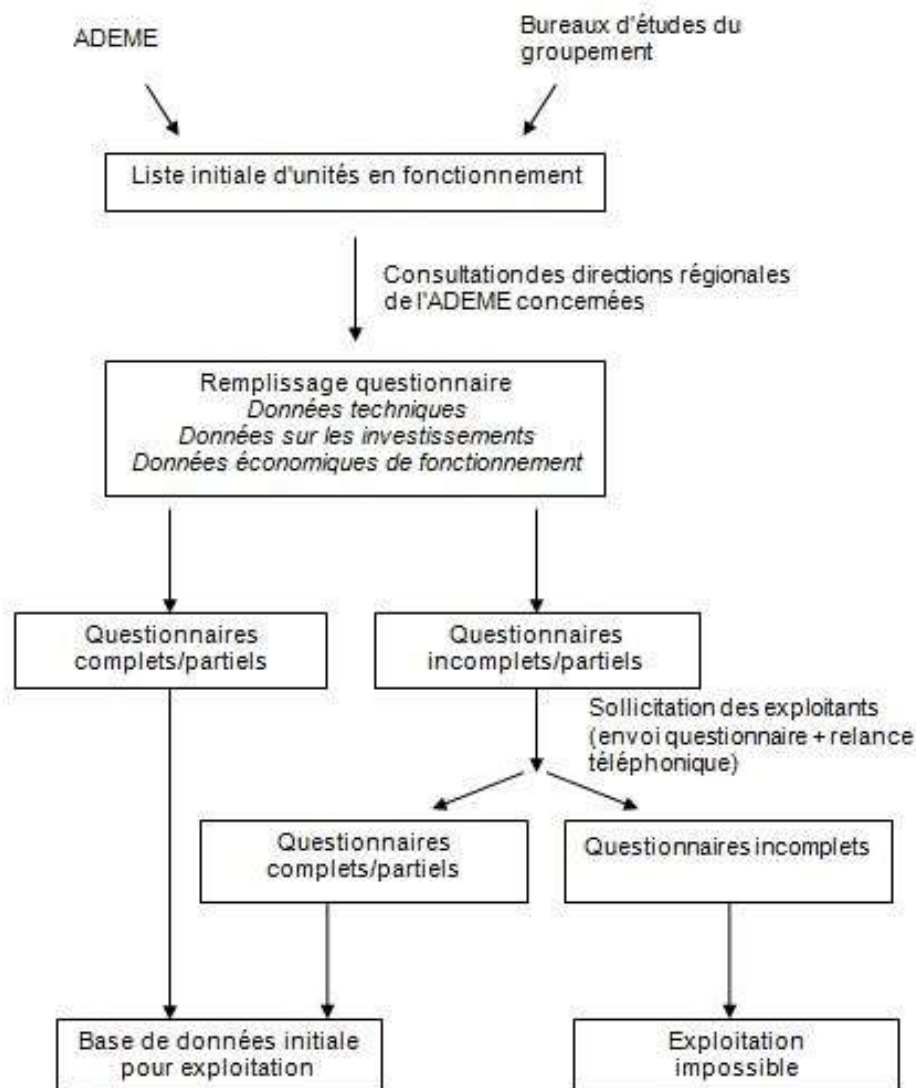 ADEME
Bureaux d'études du
groupement
Liste initiale d'unités en fonctionnement
Consultation des directions régionales
de l'ADEME concernées
Remplissage questionnaire
Données techniques
Données sur les investissements
Données économiques de fonctionnement
Questionnaires
complets/partiels
Questionnaires
incomplets/partiels
Sollicitation des exploitants
(envoi questionnaire + relance
téléphonique)
Questionnaires
complets/partiels
Questionnaires incomplets
Base de données initiale
pour exploitation
Exploitation
impossible